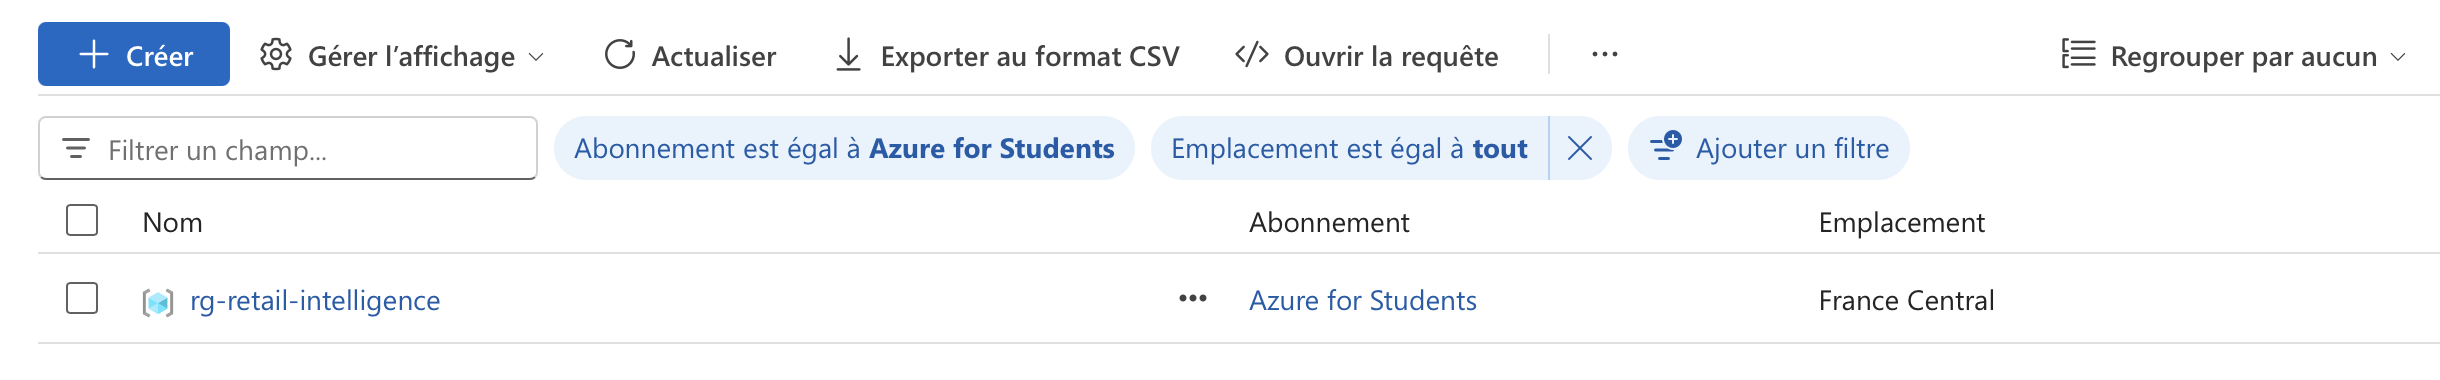 Créer Gérer l’affichage Actualiser Exporter au format CSV Ouvrir la requête Regrouper par aucun
Filtrer un champ... Abonnement est égal à Azure for Students Emplacement est égal à tout Ajouter un filtre
Nom Abonnement Emplacement
rg-retail-intelligence Azure for Students France Central